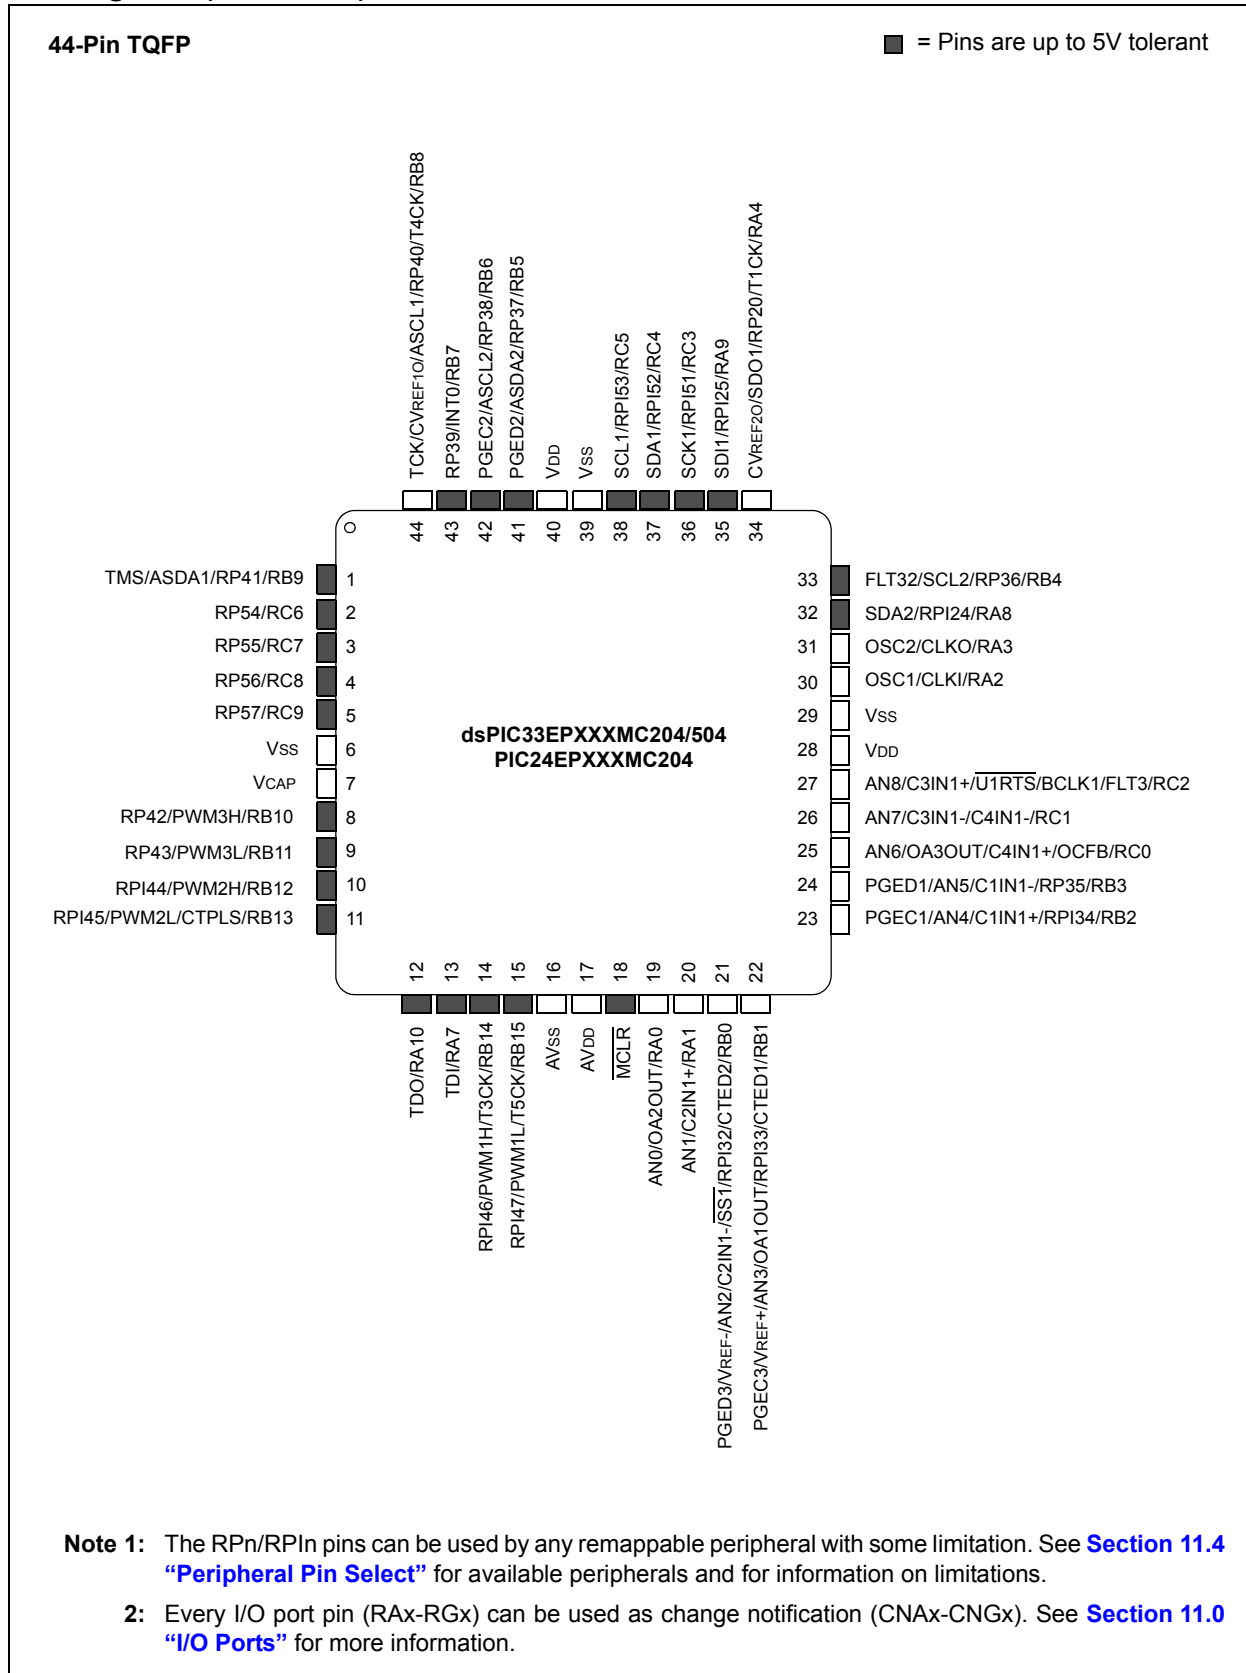 44-Pin TQFP
= Pins are up to 5V tolerant
TCK/CVREF1O/ASCL1/RP40/T4CK/RB8
RP39/INT0/RB7
PGEC2/ASCL2/RP38/RB6
PGED2/ASDA2/RP37/RB5
VDD
VSS
SCL1/RPI53/RC5
SDA1/RPI52/RC4
SCK1/RPI51/RC3
SDI1/RPI25/RA9
CVREF2O/SDO1/RP20/T1CK/RA4
44
43
42
41
40
39
38
37
36
35
34
TMS/ASDA1/RP41/RB9 1
RP54/RC6 2
RP55/RC7 3
RP56/RC8 4
RP57/RC9 5
VSS 6
VCAP 7
RP42/PWM3H/RB10 8
RP43/PWM3L/RB11 9
RPI44/PWM2H/RB12 10
RPI45/PWM2L/CTPLS/RB13 11
dsPIC33EPXXXMC204/504
PIC24EPXXXMC204
33 FLT32/SCL2/RP36/RB4
32 SDA2/RPI24/RA8
31 OSC2/CLKO/RA3
30 OSC1/CLKI/RA2
29 VSS
28 VDD
27 AN8/C3IN1+/U1RTS/BCLK1/FLT3/RC2
26 AN7/C3IN1-/C4IN1-/RC1
25 AN6/OA3OUT/C4IN1+/OCFB/RC0
24 PGED1/AN5/C1IN1-/RP35/RB3
23 PGEC1/AN4/C1IN1+/RPI34/RB2
12
13
14
15
16
17
18
19
20
21
22
TDO/RA10
TDI/RA7
RPI46/PWM1H/T3CK/RB14
RPI47/PWM1L/T5CK/RB15
AVSS
AVDD
MCLR
AN0/OA2OUT/RA0
AN1/C2IN1+/RA1
PGED3/VREF-/AN2/C2IN1-/SS1/RPI32/CTED2/RB0
PGEC3/VREF+/AN3/OA1OUT/RPI33/CTED1/RB1
Note 1: The RPn/RPIn pins can be used by any remappable peripheral with some limitation. See Section 11.4
“Peripheral Pin Select” for available peripherals and for information on limitations.
2: Every I/O port pin (RAx-RGx) can be used as change notification (CNAx-CNGx). See Section 11.0
“I/O Ports” for more information.